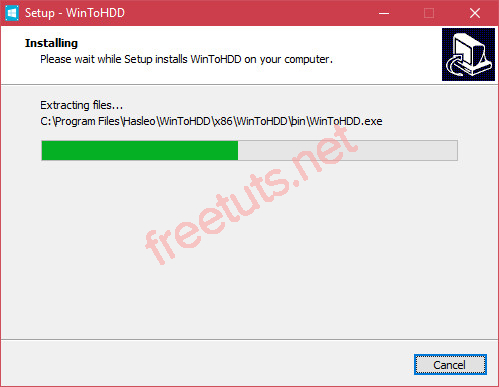 Setup - WinToHDD
Installing
Please wait while Setup installs WinToHDD on your computer.
Extracting files...
C:\Program Files\Hasleo\WinToHDD\x86\WinToHDD\bin\WinToHDD.exe
freetuts.net
Cancel